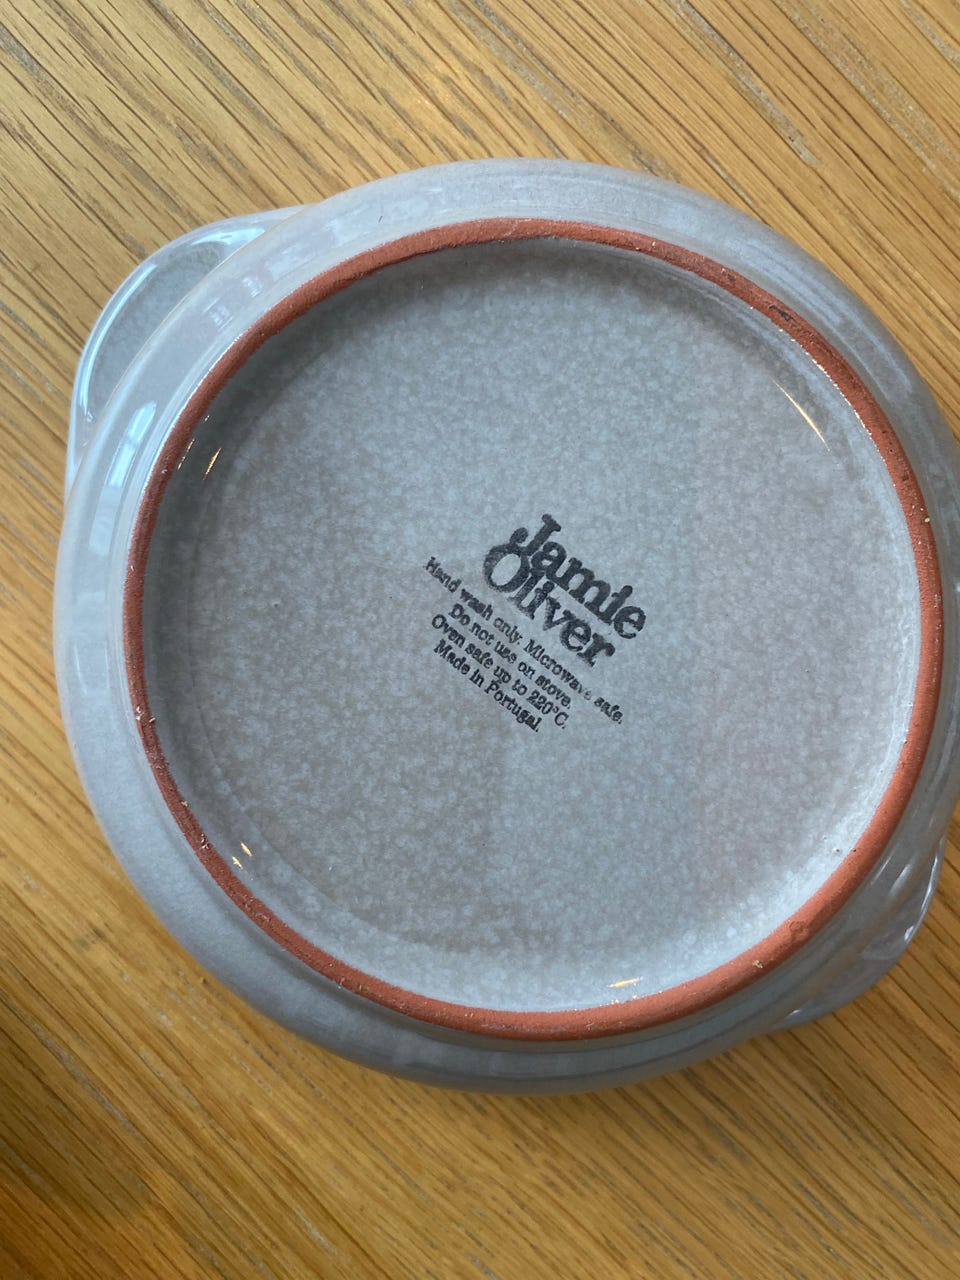 Jamie
Oliver
Hand wash only. Microwave safe.
Do not use on stove.
Oven safe up to 220°C.
Made in Portugal.